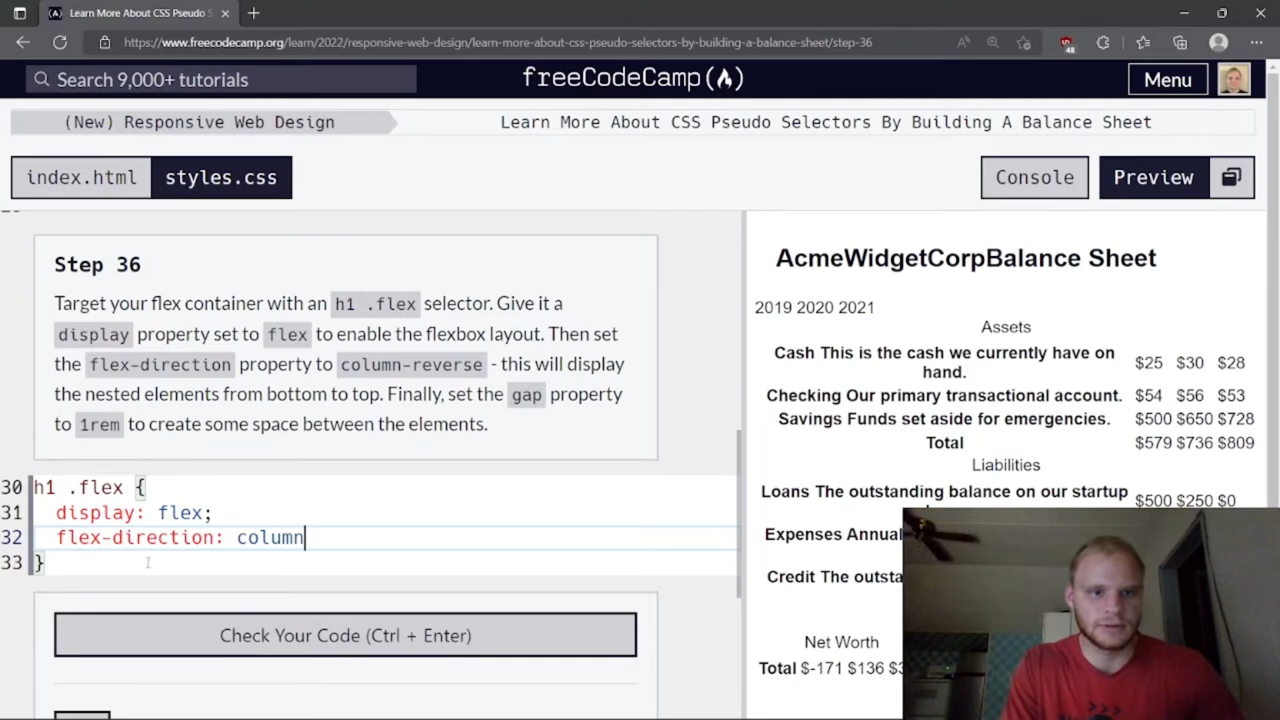 Learn More About CSS Pseudo S
https://www.freecodecamp.org/learn/2022/responsive-web-design/learn-more-about-css-pseudo-selectors-by-building-a-balance-sheet/step-36
48
Search 9,000+ tutorials
freeCodeCamp
Menu
(New) Responsive Web Design
Learn More About CSS Pseudo Selectors By Building A Balance Sheet
index.html
styles.css
Console
Preview
Step 36
Target your flex container with an h1 .flex selector. Give it a
display property set to flex to enable the flexbox layout. Then set
the flex-direction property to column-reverse - this will display
the nested elements from bottom to top. Finally, set the gap property
to 1rem to create some space between the elements.
30 h1 .flex {
31 display: flex;
32 flex-direction: column
33 }
Check Your Code (Ctrl + Enter)
AcmeWidgetCorpBalance Sheet
2019 2020 2021
Assets
Cash This is the cash we currently have on
hand.
$25 $30 $28
Checking Our primary transactional account. $54 $56 $53
Savings Funds set aside for emergencies. $500 $650 $728
Total $579 $736 $809
Liabilities
Loans The outstanding balance on our startup
$500 $250 $0
Expenses Annual
Credit The outsta
Net Worth
Total $-171 $136 $